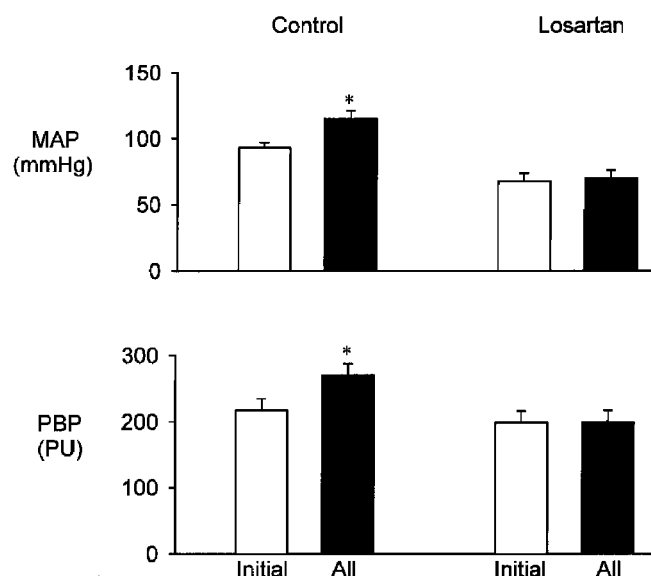 Control Losartan
150
*
MAP
(mmHg)
100
50
0
300
*
PBP
(PU)
200
100
0
Initial All Initial All